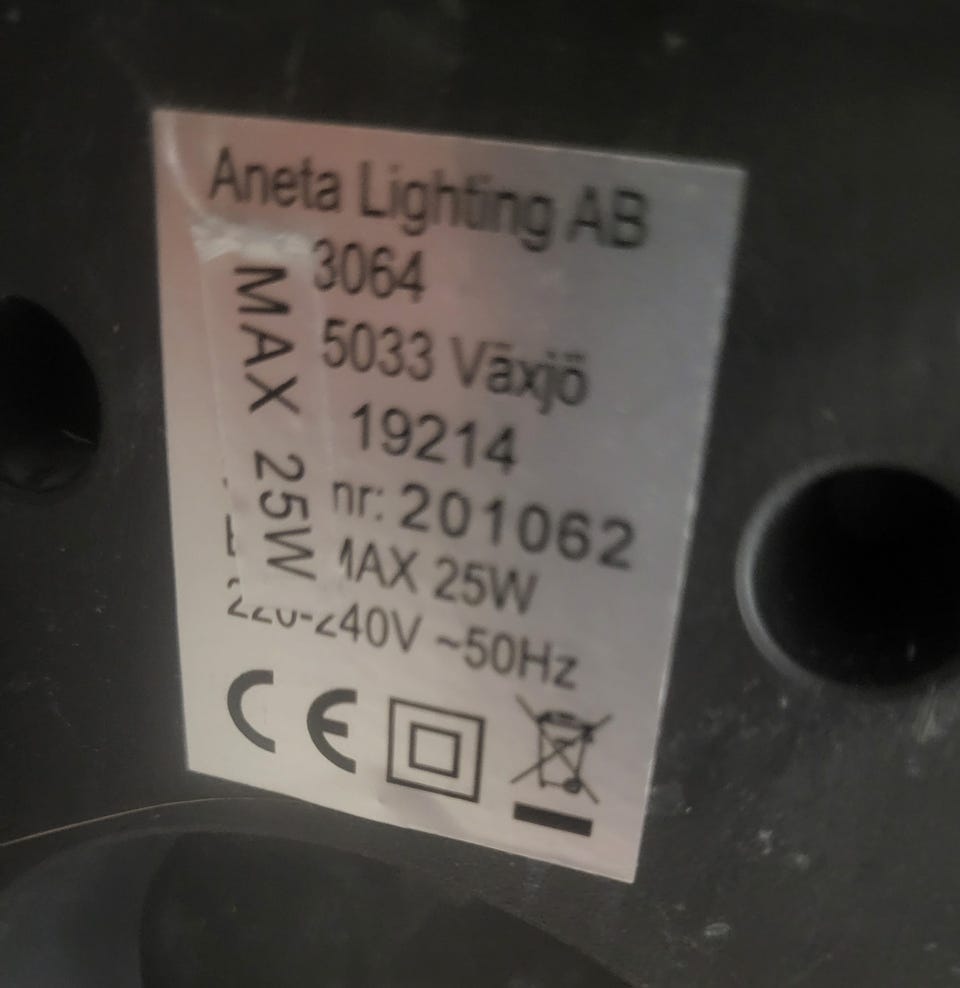 Aneta Lighting AB
3064
5033 Växjö
19214
nr: 201062
MAX 25W
220-240V ~50Hz
MAX 25W
CE